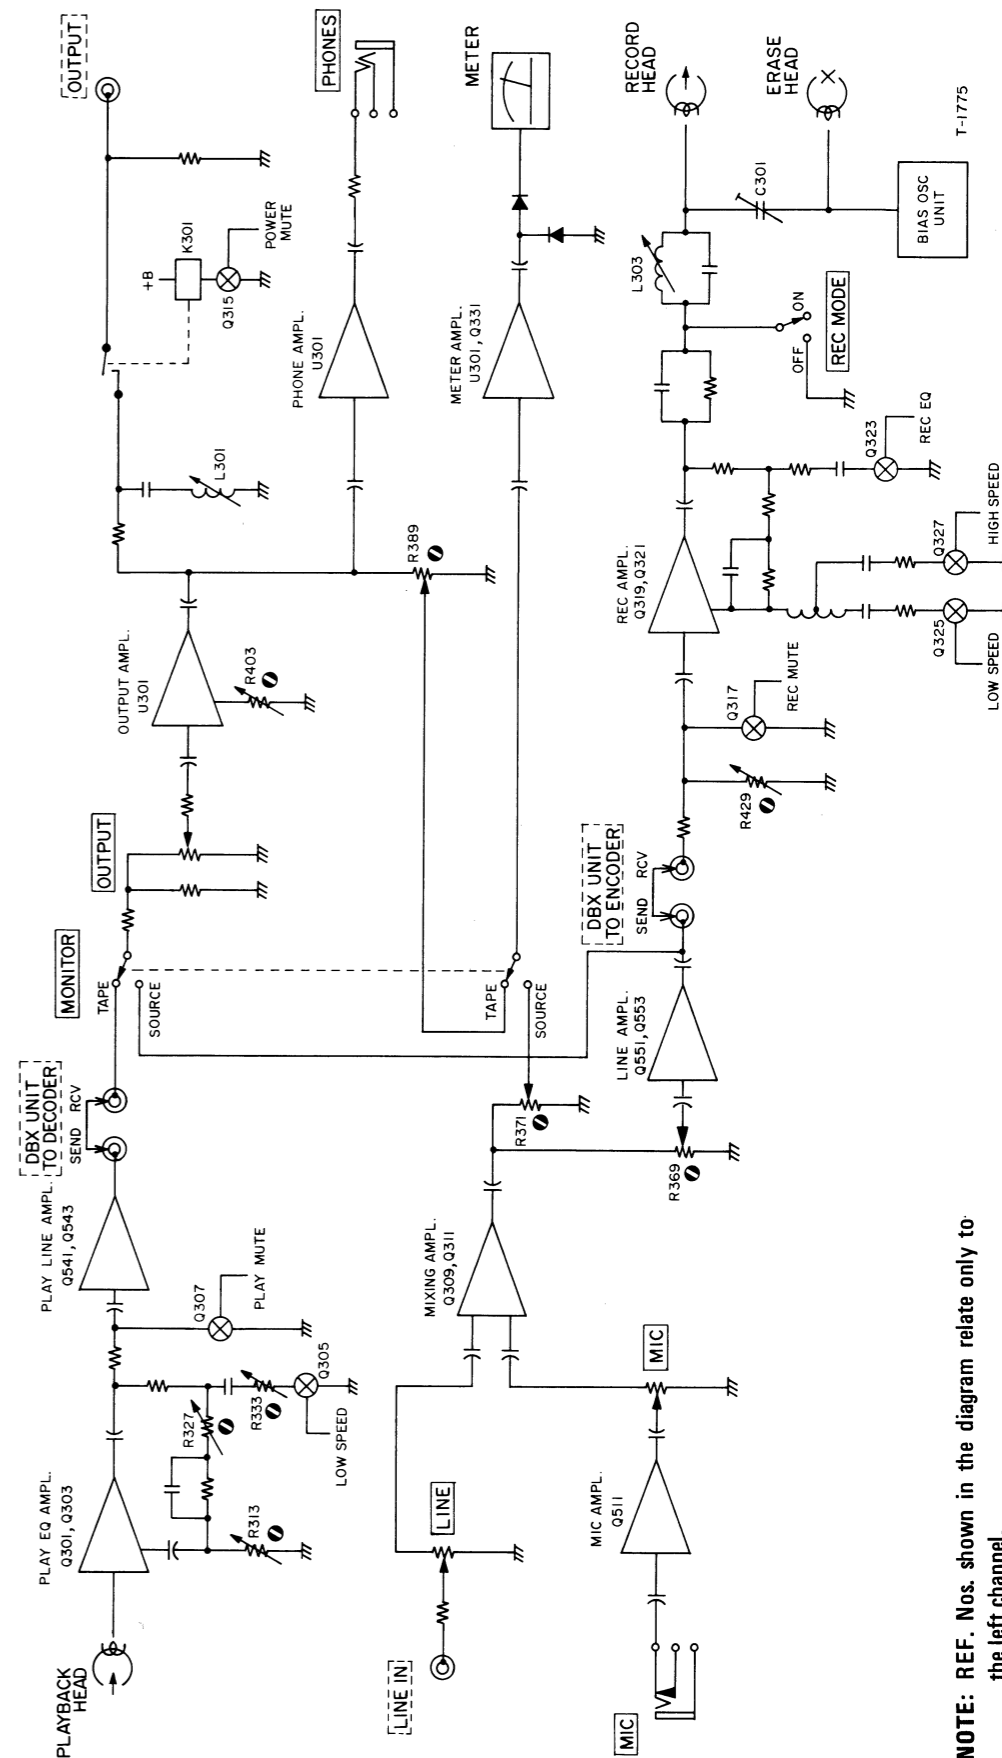 PLAYBACK
HEAD
PLAY EQ AMPL.
Q301, Q303
R313
R327
R333
Q305
LOW SPEED
Q307
PLAY MUTE
PLAY LINE AMPL.
Q541, Q543
DBX UNIT
TO DECODER
SEND RCV
MONITOR
TAPE
SOURCE
OUTPUT
OUTPUT AMPL.
U301
R403
L301
+B
K301
Q315
POWER
MUTE
OUTPUT
PHONE AMPL.
U301
PHONES
R389
METER AMPL.
U301, Q331
METER
TAPE
SOURCE
LINE IN
LINE
MIXING AMPL.
Q309, Q311
R371
R369
MIC
MIC AMPL.
Q511
MIC
LINE AMPL.
Q551, Q553
DBX UNIT
TO ENCODER
SEND RCV
R429
Q317
REC MUTE
REC AMPL.
Q319, Q321
Q325
LOW SPEED
Q327
HIGH SPEED
Q323
REC EQ
OFF
ON
REC MODE
L303
C301
RECORD
HEAD
ERASE
HEAD
BIAS OSC
UNIT
T-1775
NOTE: REF. Nos. shown in the diagram relate only to
the left channel.